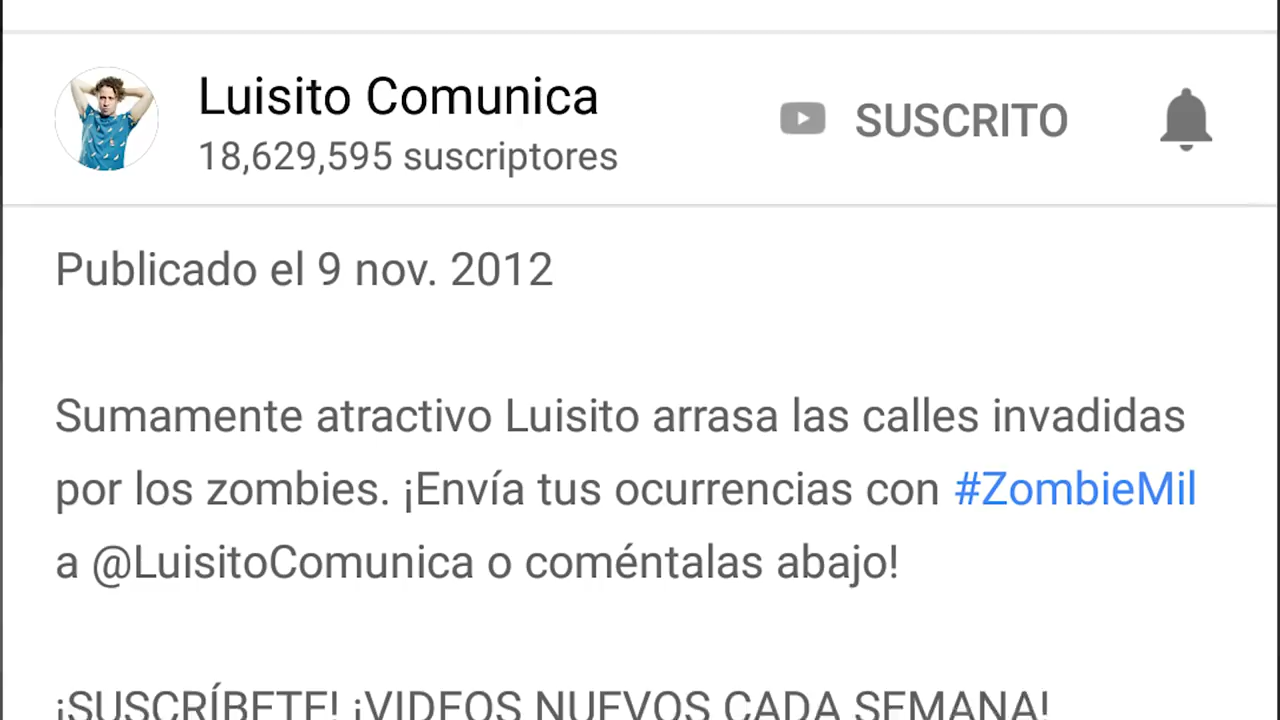 Luisito Comunica
18,629,595 suscriptores
SUSCRITO
Publicado el 9 nov. 2012
Sumamente atractivo Luisito arrasa las calles invadidas
por los zombies. ¡Envía tus ocurrencias con #ZombieMil
a @LuisitoComunica o coméntalas abajo!
¡SUSCRÍBETE! ¡VIDEOS NUEVOS CADA SEMANA!